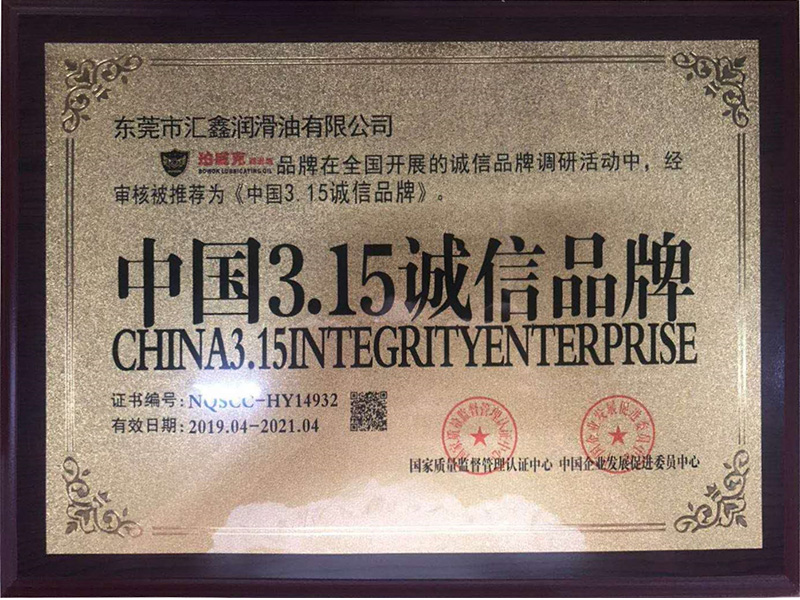 东莞市汇鑫润滑油有限公司
BOWOK LUBRICATING OIL 品牌在全国开展的诚信品牌调研活动中，经
审核被推荐为《中国3.15诚信品牌》。
中国3.15诚信品牌
CHINA3.15INTEGRITYENTERPRISE
证书编号：NQSCC-HY14932
有效日期：2019.04-2021.04
国家质量监督管理认证中心 中国企业发展促进委员中心